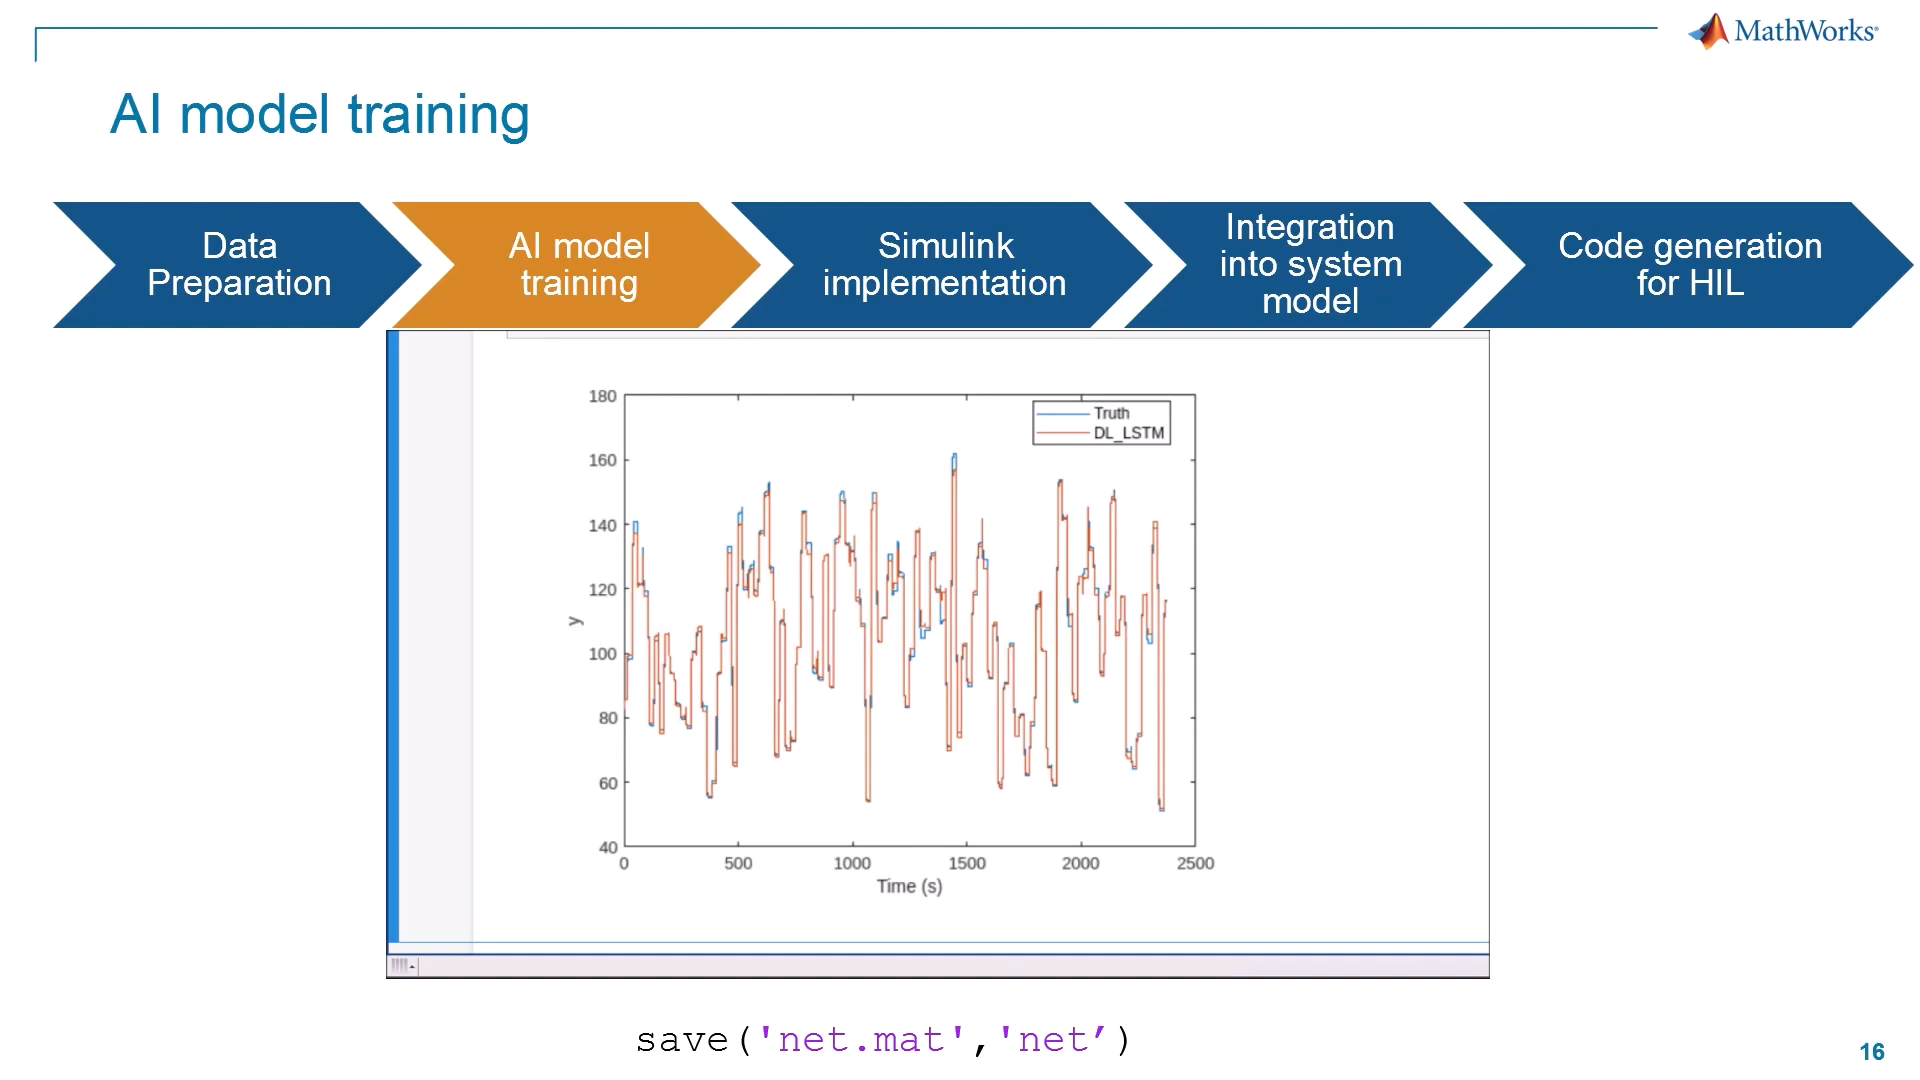 MathWorks®
AI model training
Data
Preparation
AI model
training
Simulink
implementation
Integration
into system
model
Code generation
for HIL
180
160
140
120
100
80
60
40
y
Truth
DL_LSTM
0
500
1000
1500
2000
2500
Time (s)
save('net.mat','net’)
16